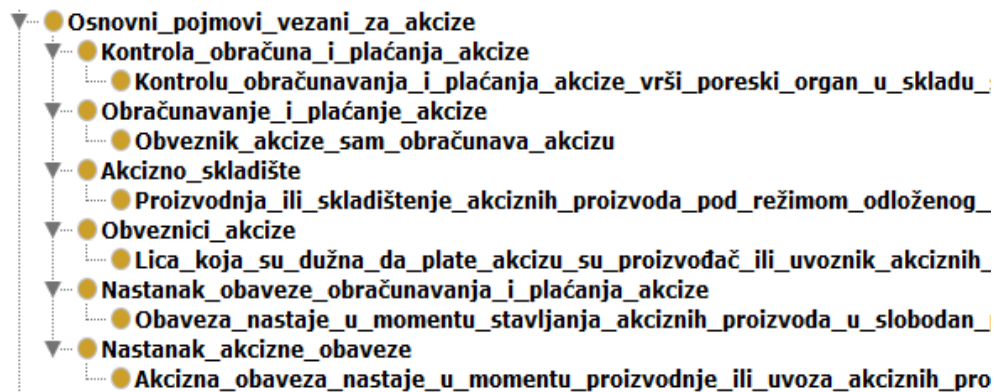 Osnovni_pojmovi_vezani_za_akcize
Kontrola_obračuna_i_plaćanja_akcize
Kontrolu_obračunavanja_i_plaćanja_akcize_vrši_poreski_organ_u_skladu_
Obračunavanje_i_plaćanje_akcize
Obveznik_akcize_sam_obračunava_akcizu
Akcizno_skladište
Proizvodnja_ili_skladištenje_akciznih_proizvoda_pod_režimom_odloženog_
Obveznici_akcize
Lica_koja_su_dužna_da_plate_akcizu_su_proizvođač_ili_uvoznik_akciznih_
Nastanak_obaveze_obračunavanja_i_plaćanja_akcize
Obaveza_nastaje_u_momentu_stavljanja_akciznih_proizvoda_u_slobodan_
Nastanak_akcizne_obaveze
Akcizna_obaveza_nastaje_u_momentu_proizvodnje_ili_uvoza_akciznih_pro